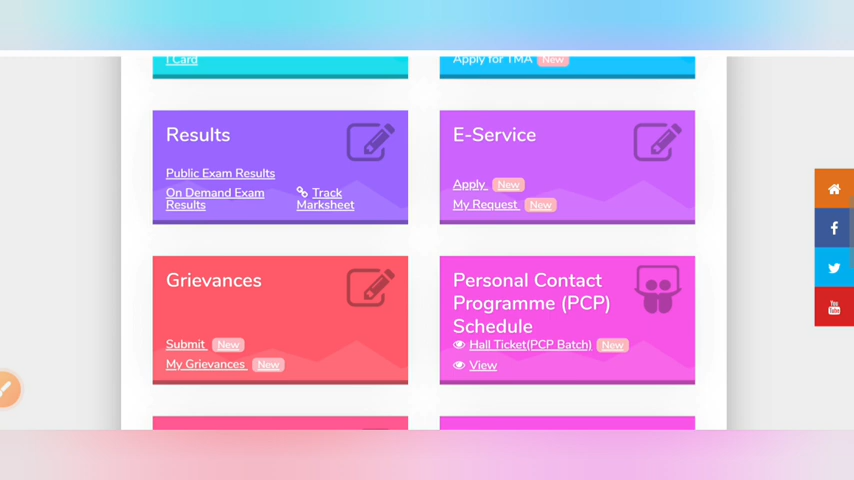 I Card
Apply for TMA New
Results
Public Exam Results
On Demand Exam
Results
Track
Marksheet
E-Service
Apply New
My Request New
Grievances
Submit New
My Grievances New
Personal Contact
Programme (PCP)
Schedule
Hall Ticket(PCP Batch) New
View
You
Tube